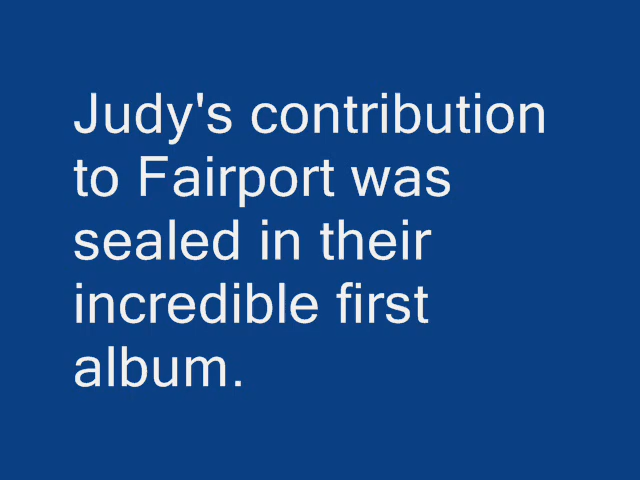 Judy's contribution
to Fairport was
sealed in their
incredible first
album.